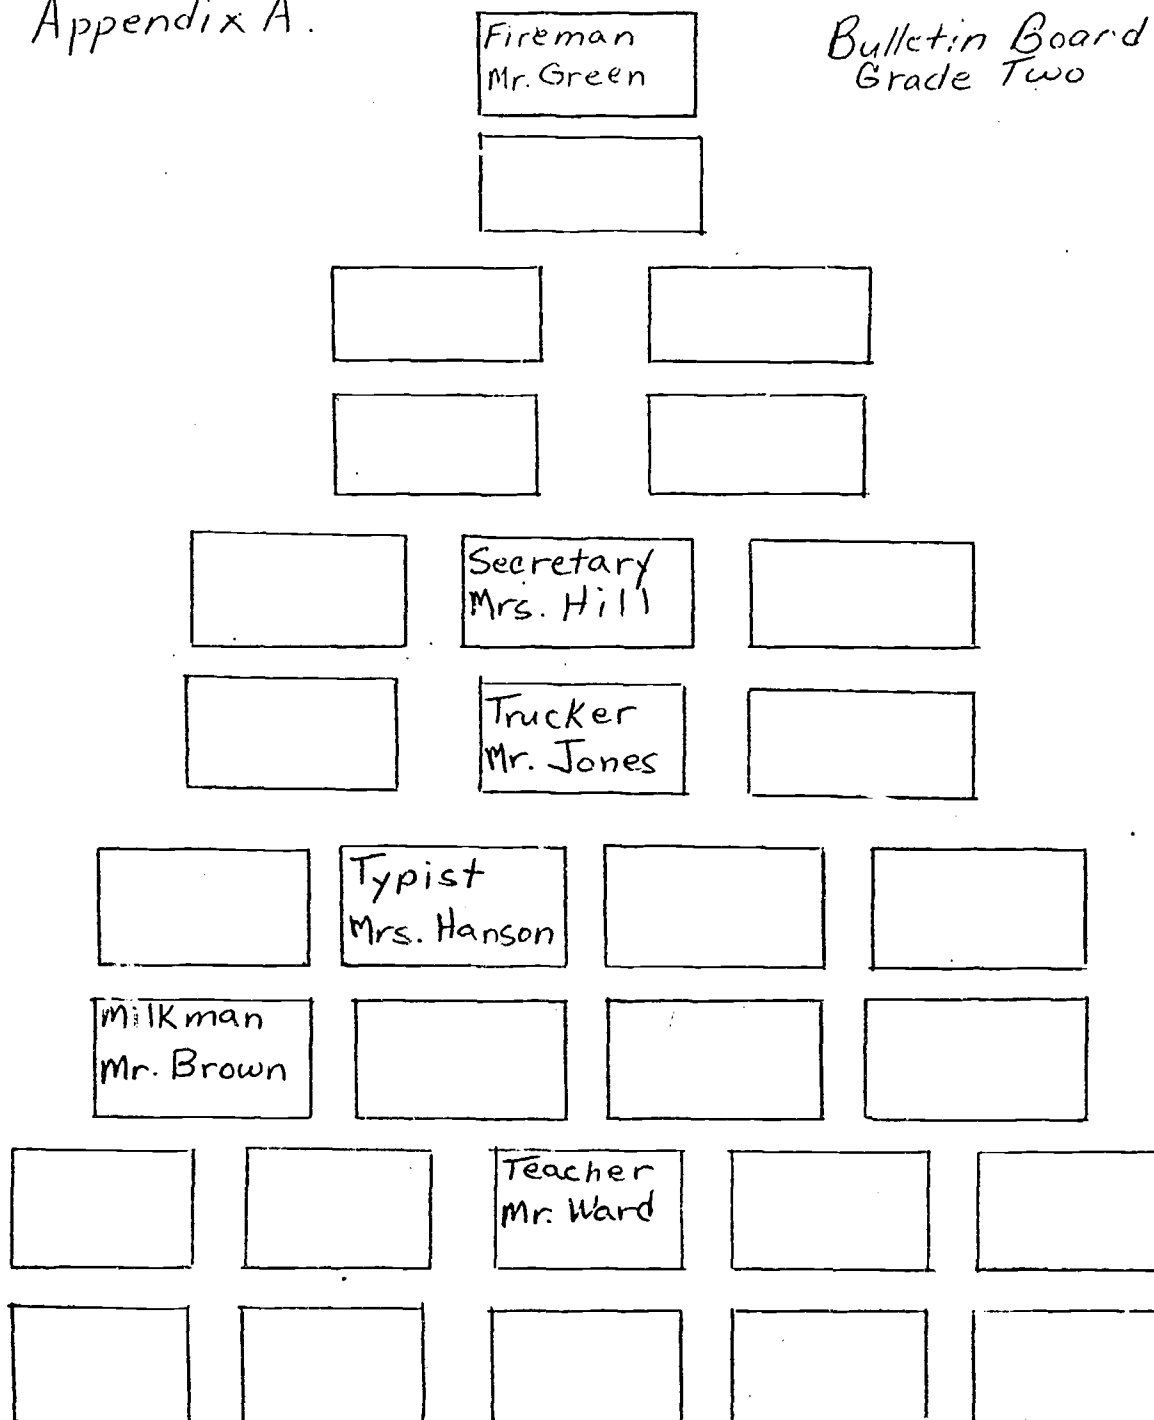 Appendix A.
Bulletin Board
Grade Two
Fireman
Mr. Green
Secretary
Mrs. Hill
Trucker
Mr. Jones
Typist
Mrs. Hanson
Milkman
Mr. Brown
Teacher
Mr. Ward